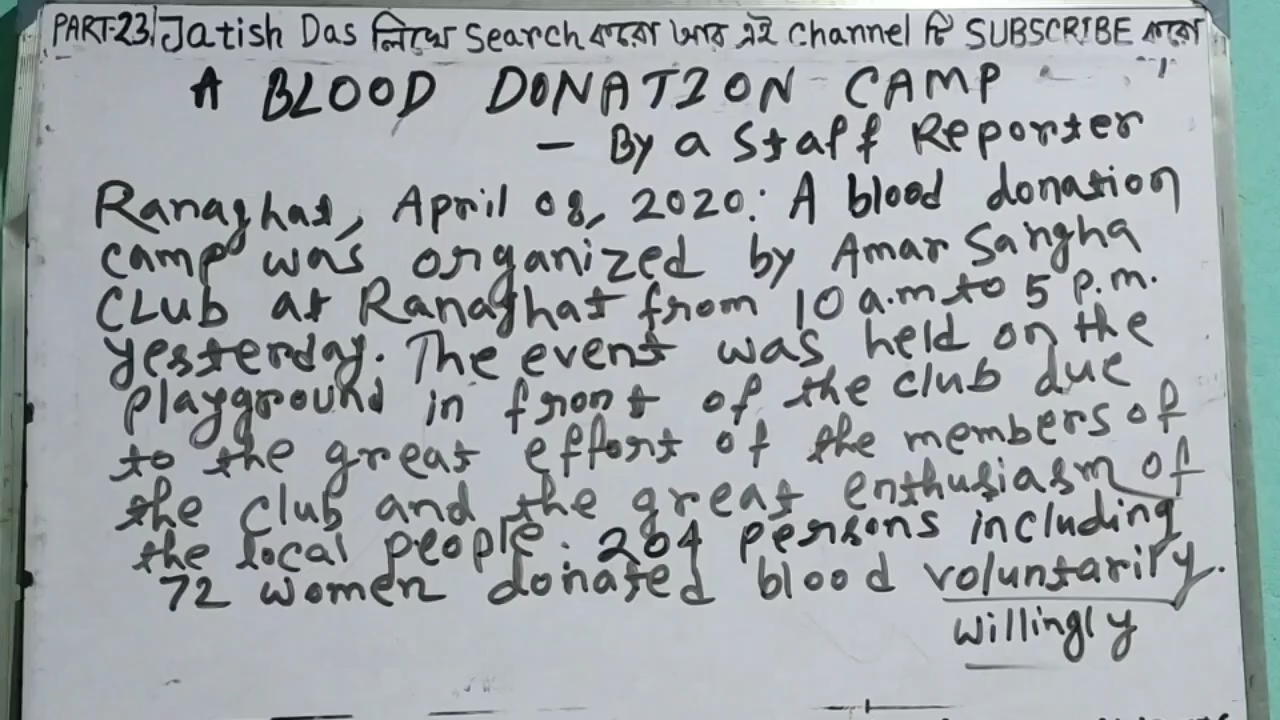 PART-23/Jatish Das লিখে Search করো আর এই Channel টি SUBSCRIBE করো
A BLOOD DONATION CAMP
— By a Staff Reporter
Ranaghat, April 08, 2020: A blood donation
camp was organized by Amar Sangha
Club at Ranaghat from 10 a.m to 5 p.m.
yesterday. The event was held on the
playground in front of the club due
to the great effort of the members of
the club and the great enthusiasm of
the local people. 204 persons including
72 women donated blood voluntarily.
willingly